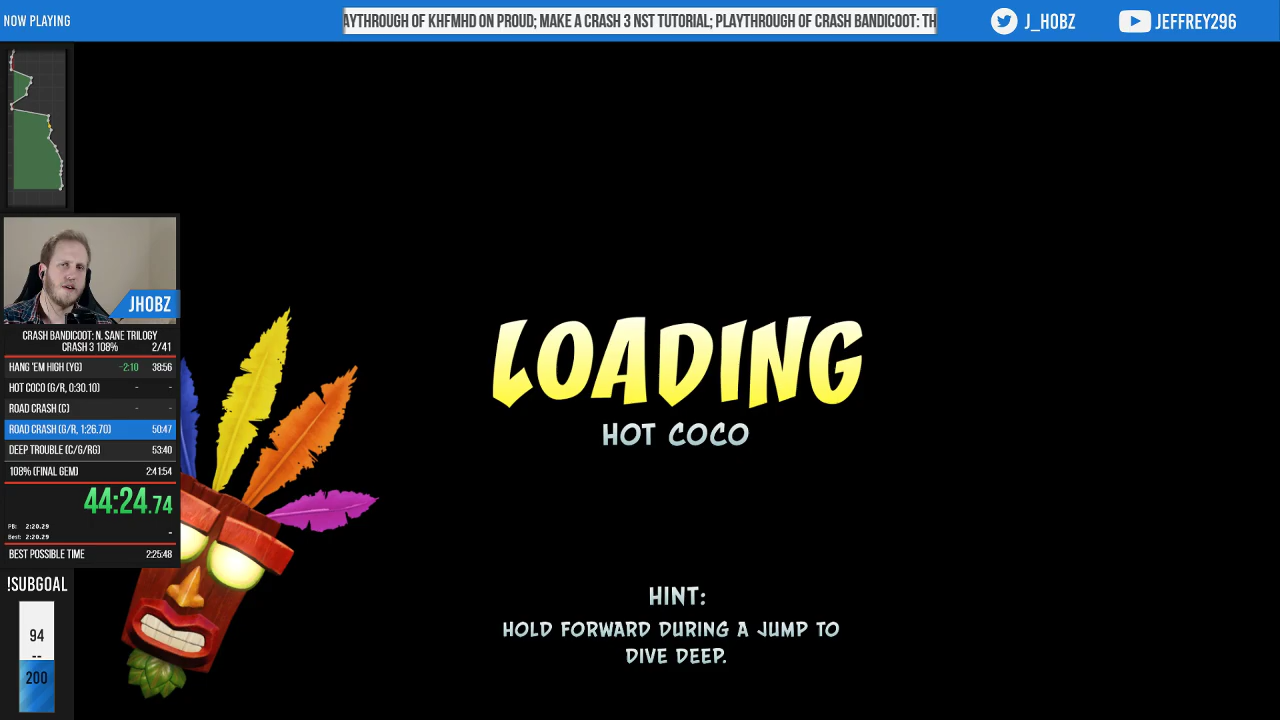 NOW PLAYING
AYTHROUGH OF KHFMHD ON PROUD; MAKE A CRASH 3 NST TUTORIAL; PLAYTHROUGH OF CRASH BANDICOOT: TH
J_HOBZ
JEFFREY296
JHOBZ
CRASH BANDICOOT: N. SANE TRILOGY
CRASH 3 108% 2/41
HANG 'EM HIGH (YG) -2:10 38:56
HOT COCO (G/R, 0:30.10) - -
ROAD CRASH (C) - -
ROAD CRASH (G/R, 1:26.70) 50:47
DEEP TROUBLE (C/G/RG) 53:40
108% (FINAL GEM) 2:41:54
44:24.74
PB: 2:20.29 -
Best: 2:20.29
BEST POSSIBLE TIME 2:25:48
!SUBGOAL
94
--
200
LOADING
HOT COCO
HINT:
HOLD FORWARD DURING A JUMP TO
DIVE DEEP.